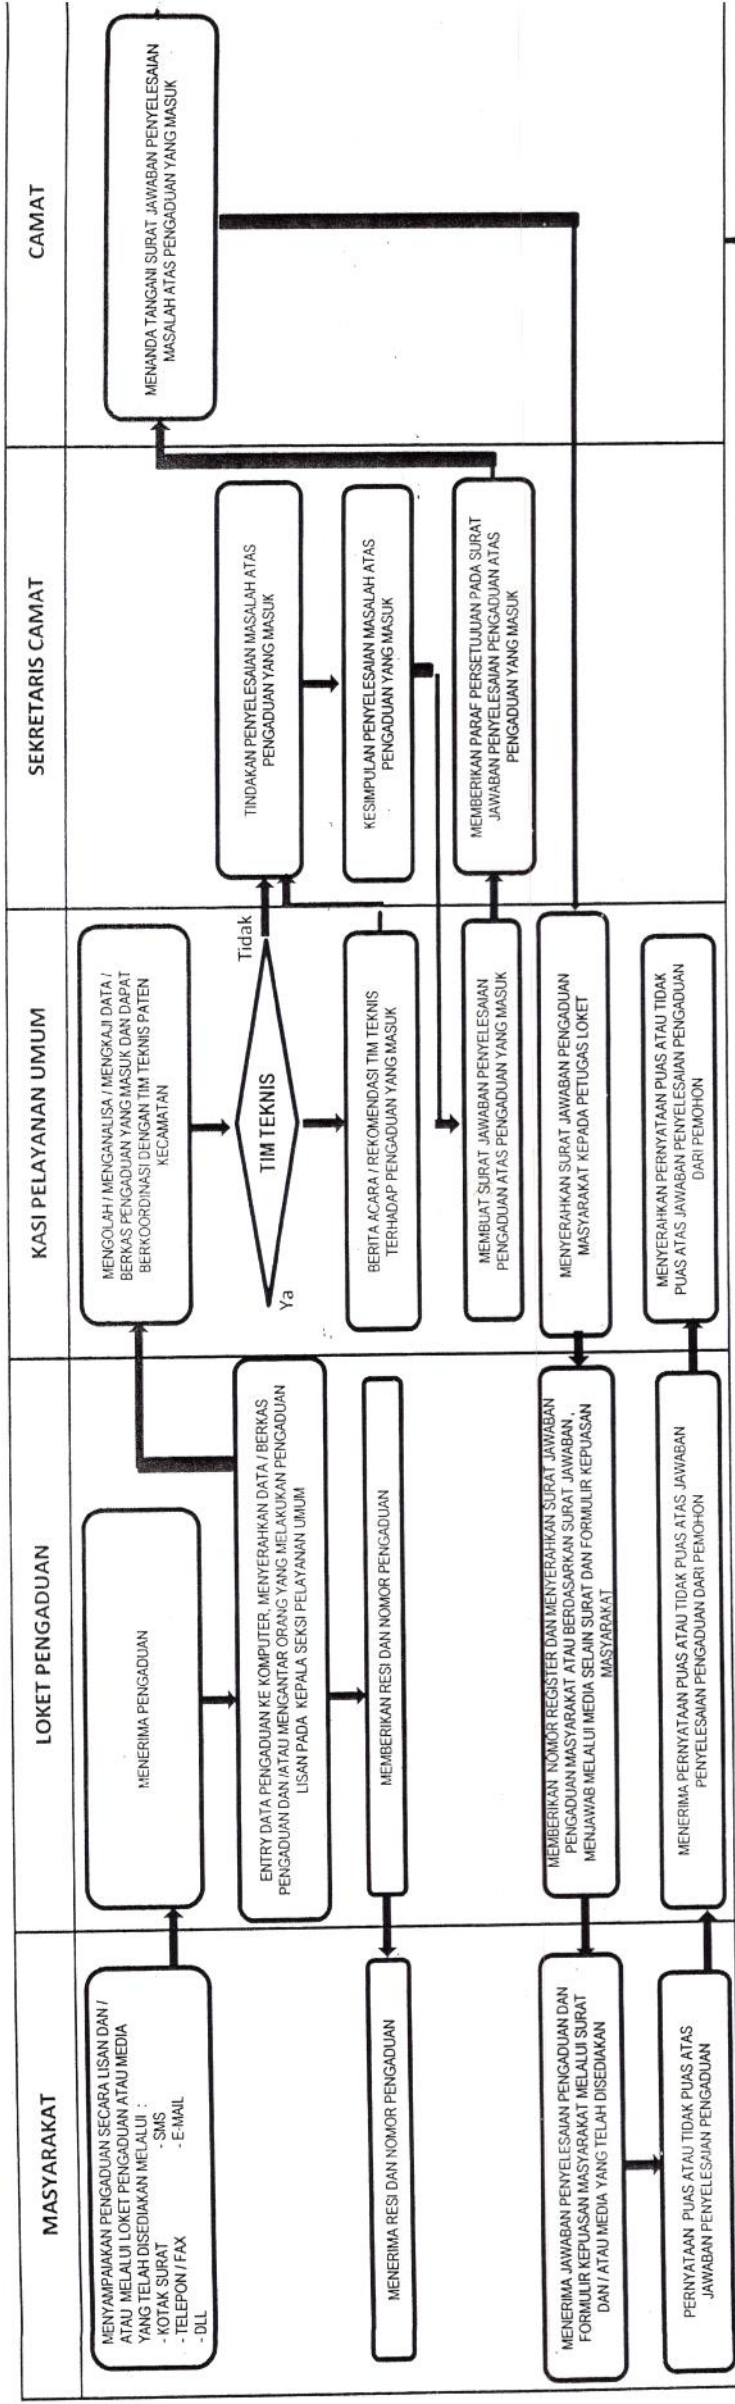 MASYARAKAT
LOKET PENGADUAN
KASI PELAYANAN UMUM
SEKRETARIS CAMAT
CAMAT
MENYAMPAIAKAN PENGADUAN SECARA LISAN DAN /
ATAU MELALUI LOKET PENGADUAN ATAU MEDIA
YANG TELAH DISEDIAKAN MELALUI :
- KOTAK SURAT - SMS
- TELEPON / FAX - E-MAIL
- DLL
MENERIMA RESI DAN NOMOR PENGADUAN
MENERIMA JAWABAN PENYELESAIAN PENGADUAN DAN
FORMULIR KEPUASAN MASYARAKAT MELALUI SURAT
DAN / ATAU MEDIA YANG TELAH DISEDIAKAN
PERNYATAAN PUAS ATAU TIDAK PUAS ATAS
JAWABAN PENYELESAIAN PENGADUAN
MENERIMA PENGADUAN
ENTRY DATA PENGADUAN KE KOMPUTER, MENYERAHKAN DATA / BERKAS
PENGADUAN DAN /ATAU MENGANTAR ORANG YANG MELAKUKAN PENGADUAN
LISAN PADA KEPALA SEKSI PELAYANAN UMUM
MEMBERIKAN RESI DAN NOMOR PENGADUAN
MEMBERIKAN NOMOR REGISTER DAN MENYERAHKAN SURAT JAWABAN
PENGADUAN MASYARAKAT ATAU BERDASARKAN SURAT JAWABAN,
MENJAWAB MELALUI MEDIA SELAIN SURAT DAN FORMULIR KEPUASAN
MASYARAKAT
MENERIMA PERNYATAAN PUAS ATAU TIDAK PUAS ATAS JAWABAN
PENYELESAIAN PENGADUAN DARI PEMOHON
MENGOLAH / MENGANALISA / MENGKAJI DATA /
BERKAS PENGADUAN YANG MASUK DAN DAPAT
BERKOORDINASI DENGAN TIM TEKNIS PATEN
KECAMATAN
Ya
TIM TEKNIS
Tidak
BERITA ACARA / REKOMENDASI TIM TEKNIS
TERHADAP PENGADUAN YANG MASUK
MEMBUAT SURAT JAWABAN PENYELESAIAN
PENGADUAN ATAS PENGADUAN YANG MASUK
MENYERAHKAN SURAT JAWABAN PENGADUAN
MASYARAKAT KEPADA PETUGAS LOKET
MENYERAHKAN PERNYATAAN PUAS ATAU TIDAK
PUAS ATAS JAWABAN PENYELESAIAN PENGADUAN
DARI PEMOHON
TINDAKAN PENYELESAIAN MASALAH ATAS
PENGADUAN YANG MASUK
KESIMPULAN PENYELESAIAN MASALAH ATAS
PENGADUAN YANG MASUK
MEMBERIKAN PARAF PERSETUJUAN PADA SURAT
JAWABAN PENYELESAIAN PENGADUAN ATAS
PENGADUAN YANG MASUK
MENANDA TANGANI SURAT JAWABAN PENYELESAIAN
MASALAH ATAS PENGADUAN YANG MASUK